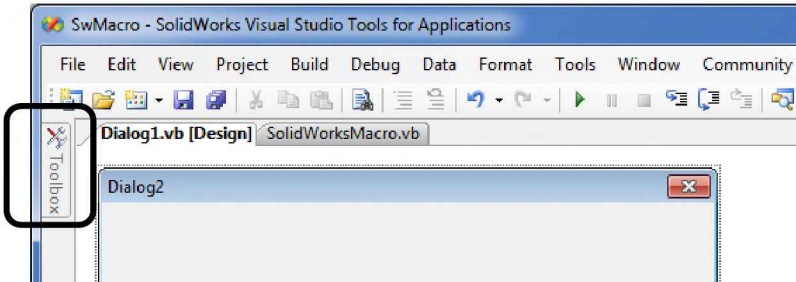 SwMacro - SolidWorks Visual Studio Tools for Applications
File Edit View Project Build Debug Data Format Tools Window Community
Dialog1.vb [Design] SolidWorksMacro.vb
Toolbox
Dialog2